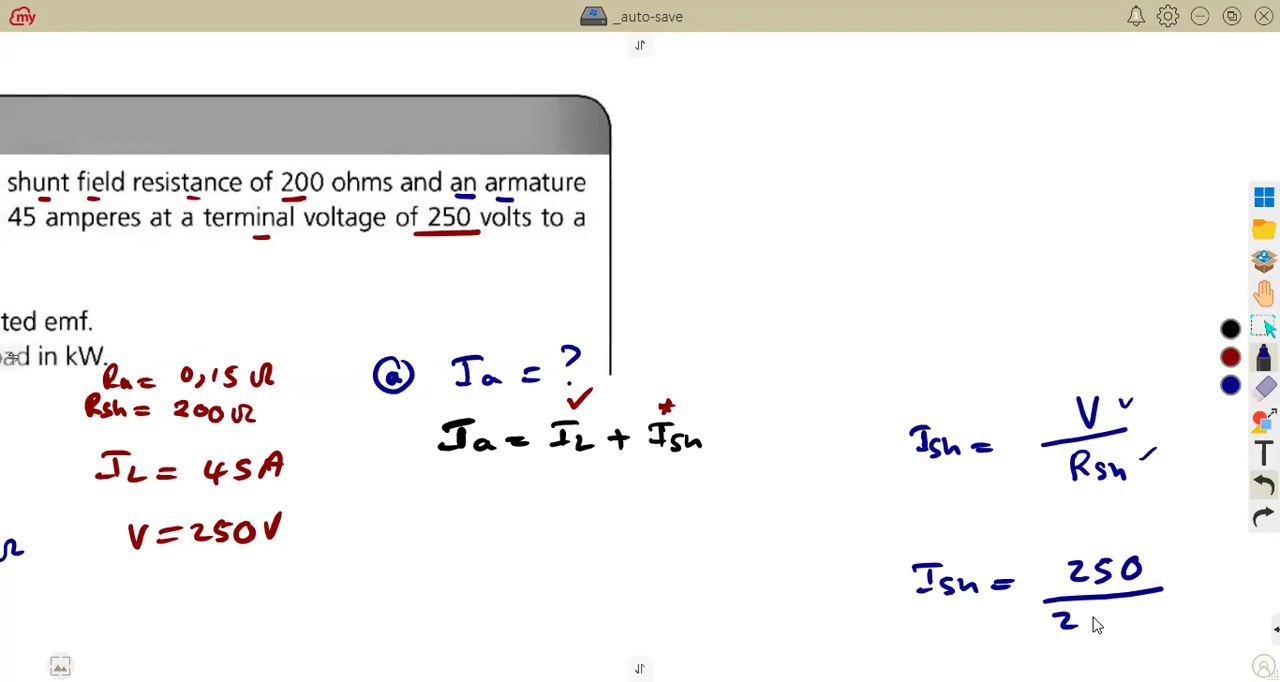 my
_auto-save
shunt field resistance of 200 ohms and an armature
45 amperes at a terminal voltage of 250 volts to a
ted emf.
ad in kW.
Ra = 0,15 Ω
Rsh = 200 Ω
IL = 45A
V = 250V
Ω
a Ia = ?
Ia = IL + Ish
Ish = V / Rsh
Ish = 250 / 2
T